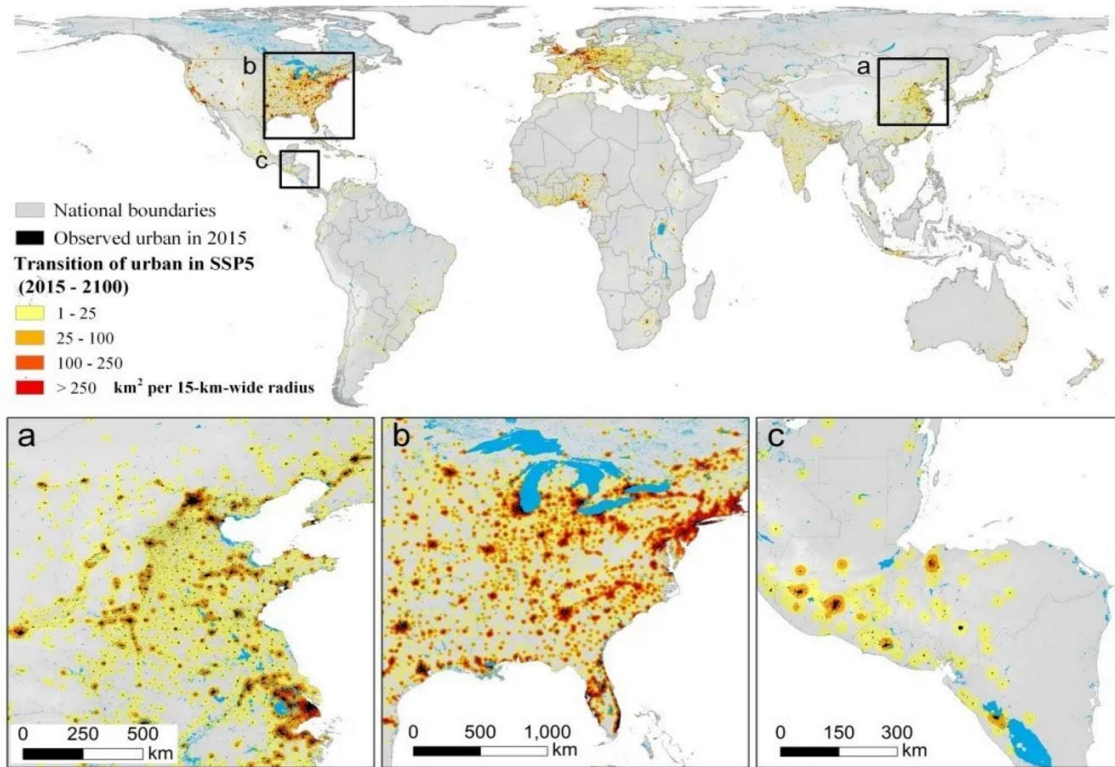 b
a
c
National boundaries
Observed urban in 2015
Transition of urban in SSP5
(2015 - 2100)
1 - 25
25 - 100
100 - 250
> 250 km² per 15-km-wide radius
a
b
c
0 250 500
km
0 500 1,000
km
0 150 300
km